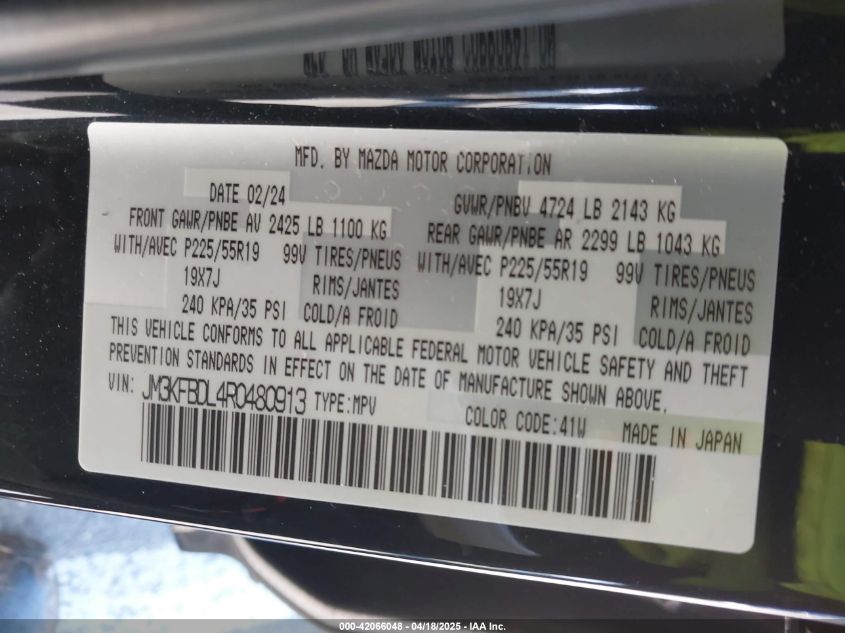 MFD. BY MAZDA MOTOR CORPORATION
DATE 02/24 GVWR/PNBV 4724 LB 2143 KG
FRONT GAWR/PNBE AV 2425 LB 1100 KG REAR GAWR/PNBE AR 2299 LB 1043 KG
WITH/AVEC P225/55R19 99V TIRES/PNEUS WITH/AVEC P225/55R19 99V TIRES/PNEUS
19X7J RIMS/JANTES 19X7J RIMS/JANTES
240 KPA/35 PSI COLD/A FROID 240 KPA/35 PSI COLD/A FROID
THIS VEHICLE CONFORMS TO ALL APPLICABLE FEDERAL MOTOR VEHICLE SAFETY AND THEFT
PREVENTION STANDARDS IN EFFECT ON THE DATE OF MANUFACTURE SHOWN ABOVE.
VIN: JM3KFBDL4R0480913 TYPE:MPV COLOR CODE:41W MADE IN JAPAN
000-42066048 - 04/18/2025 - IAA Inc.